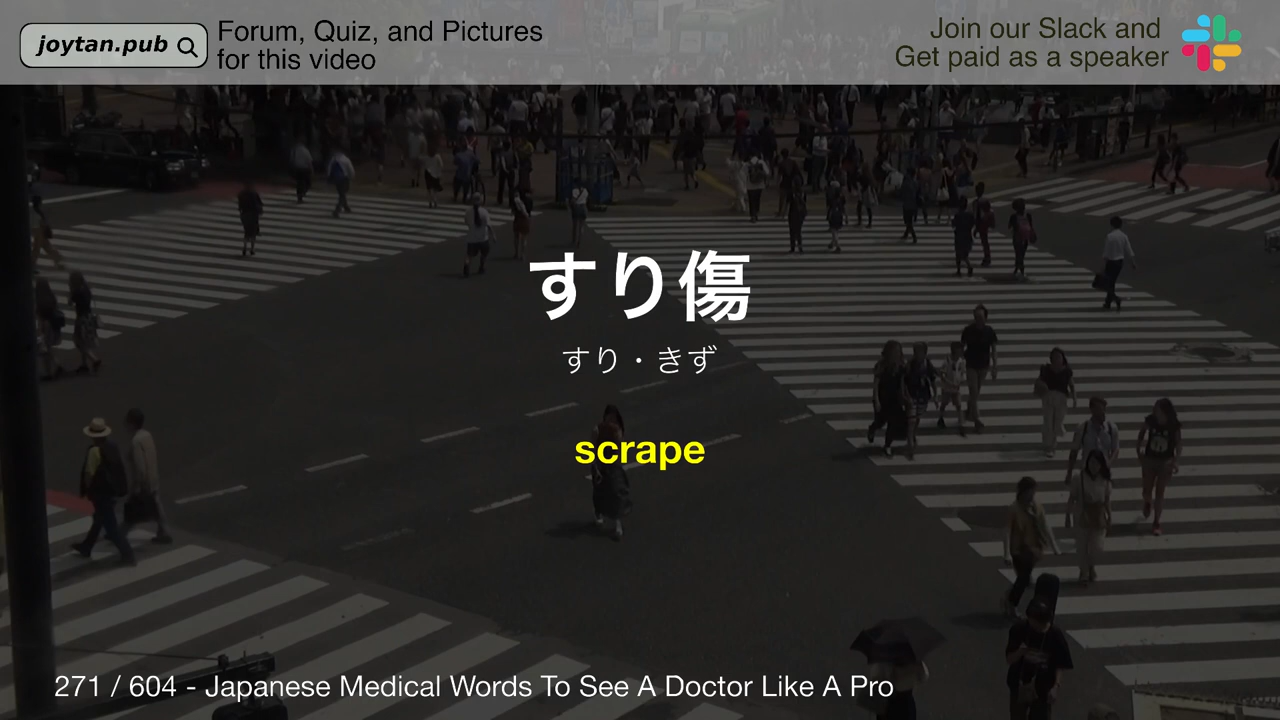 joytan.pub
Forum, Quiz, and Pictures
for this video
Join our Slack and
Get paid as a speaker
すり傷
すり・きず
scrape
271 / 604 - Japanese Medical Words To See A Doctor Like A Pro